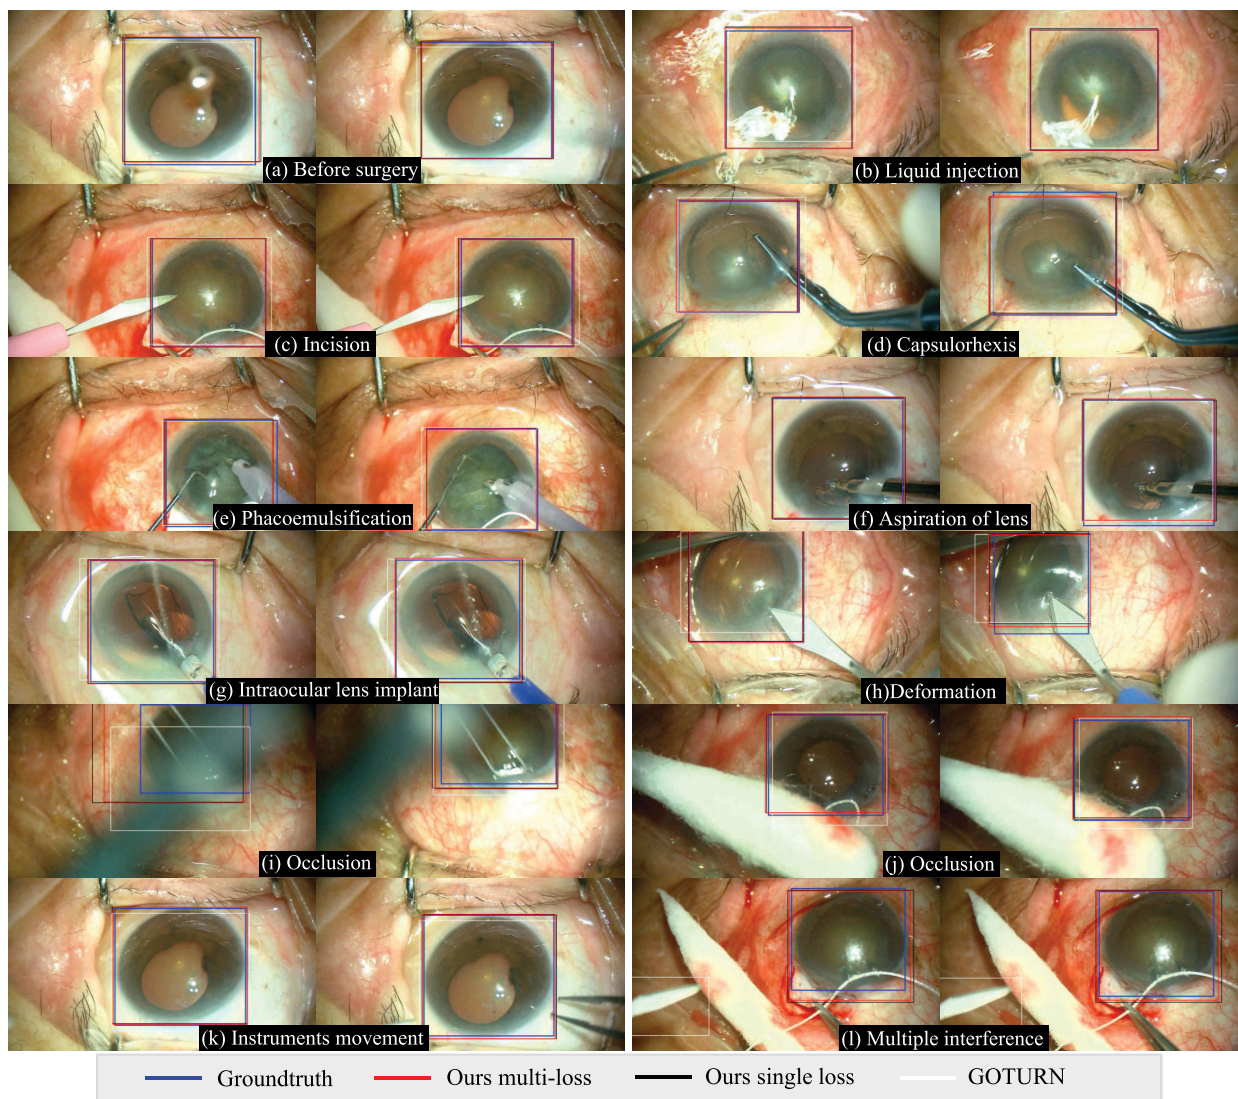 (a) Before surgery
(b) Liquid injection
(c) Incision
(d) Capsulorhexis
(e) Phacoemulsification
(f) Aspiration of lens
(g) Intraocular lens implant
(h)Deformation
(i) Occlusion
(j) Occlusion
(k) Instruments movement
(l) Multiple interference
Groundtruth Ours multi-loss Ours single loss GOTURN